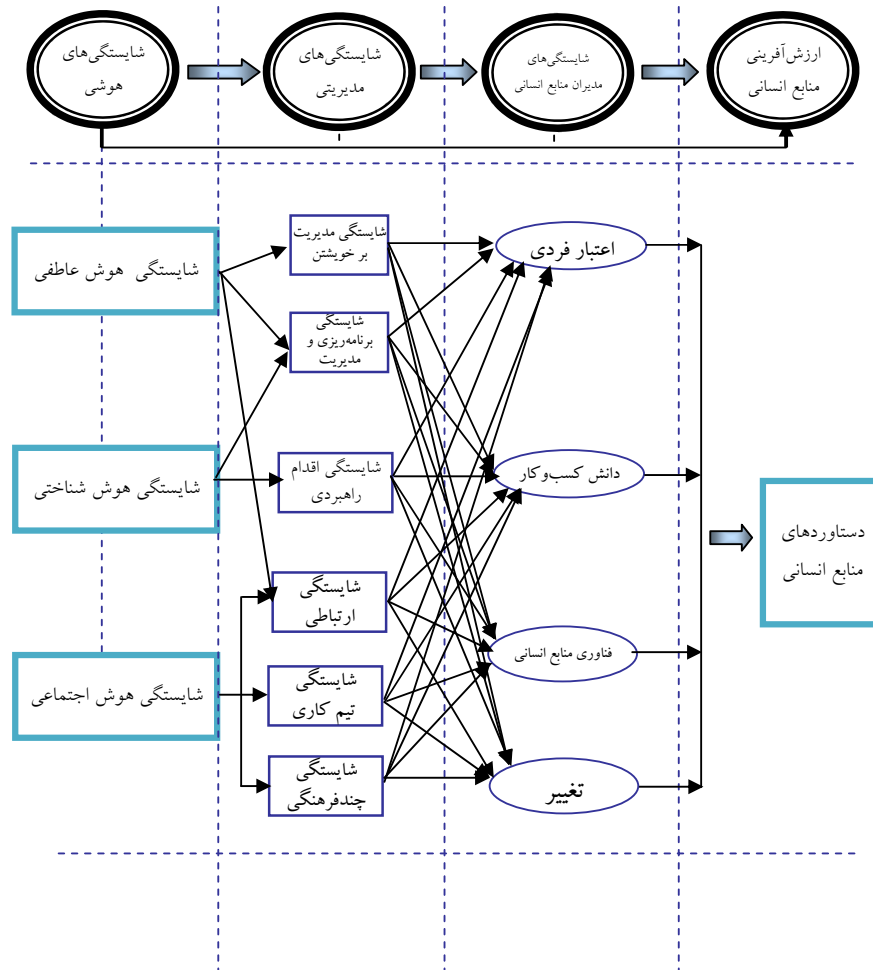 شایستگی‌های
هوشی
شایستگی‌های
مدیریتی
شایستگی‌های
مدیران منابع انسانی
ارزش‌آفرینی
منابع انسانی
شایستگی هوش عاطفی
شایستگی هوش شناختی
شایستگی هوش اجتماعی
شایستگی مدیریت
بر خویشتن
شایستگی
برنامه‌ریزی و
مدیریت
شایستگی اقدام
راهبردی
شایستگی
ارتباطی
شایستگی
تیم کاری
شایستگی
چندفرهنگی
اعتبار فردی
دانش کسب‌وکار
فناوری منابع انسانی
تغییر
دستاوردهای
منابع انسانی